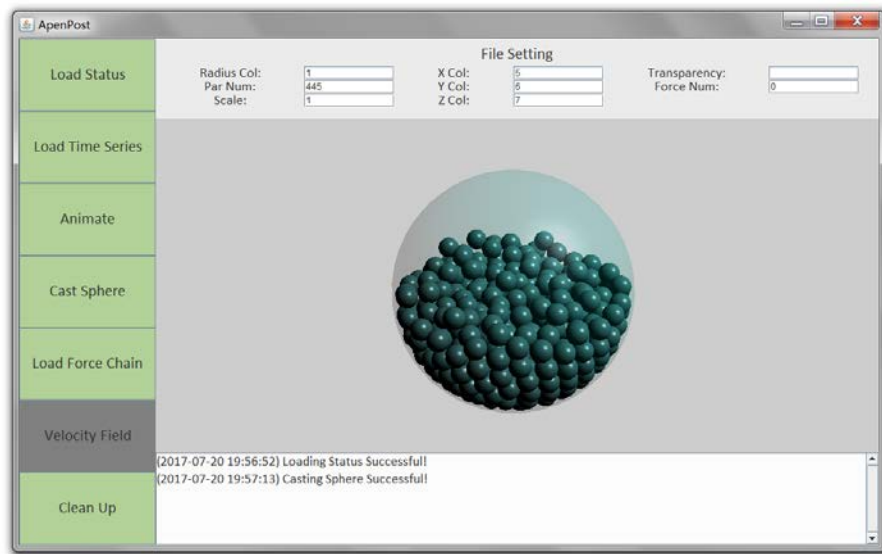 ApenPost
Load Status
Load Time Series
Animate
Cast Sphere
Load Force Chain
Velocity Field
Clean Up
File Setting
Radius Col: 1 X Col: 5 Transparency:
Par Num: 445 Y Col: 6 Force Num: 0
Scale: 1 Z Col: 7
(2017-07-20 19:56:52) Loading Status Successful!
(2017-07-20 19:57:13) Casting Sphere Successful!